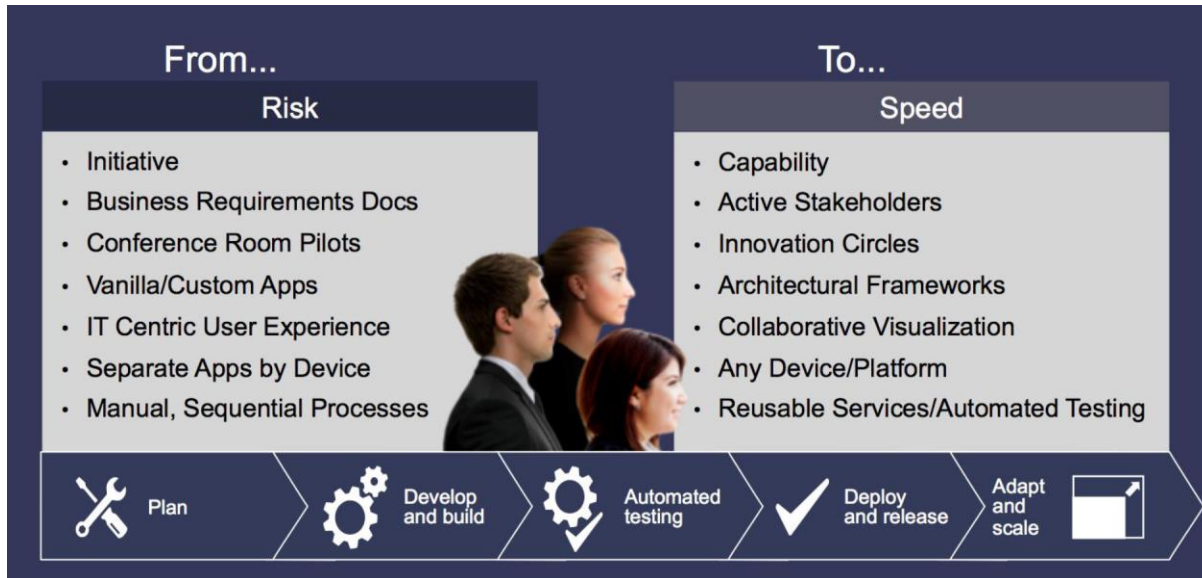 From...
Risk
• Initiative
• Business Requirements Docs
• Conference Room Pilots
• Vanilla/Custom Apps
• IT Centric User Experience
• Separate Apps by Device
• Manual, Sequential Processes
To...
Speed
• Capability
• Active Stakeholders
• Innovation Circles
• Architectural Frameworks
• Collaborative Visualization
• Any Device/Platform
• Reusable Services/Automated Testing
Plan
Develop
and build
Automated
testing
Deploy
and release
Adapt
and
scale